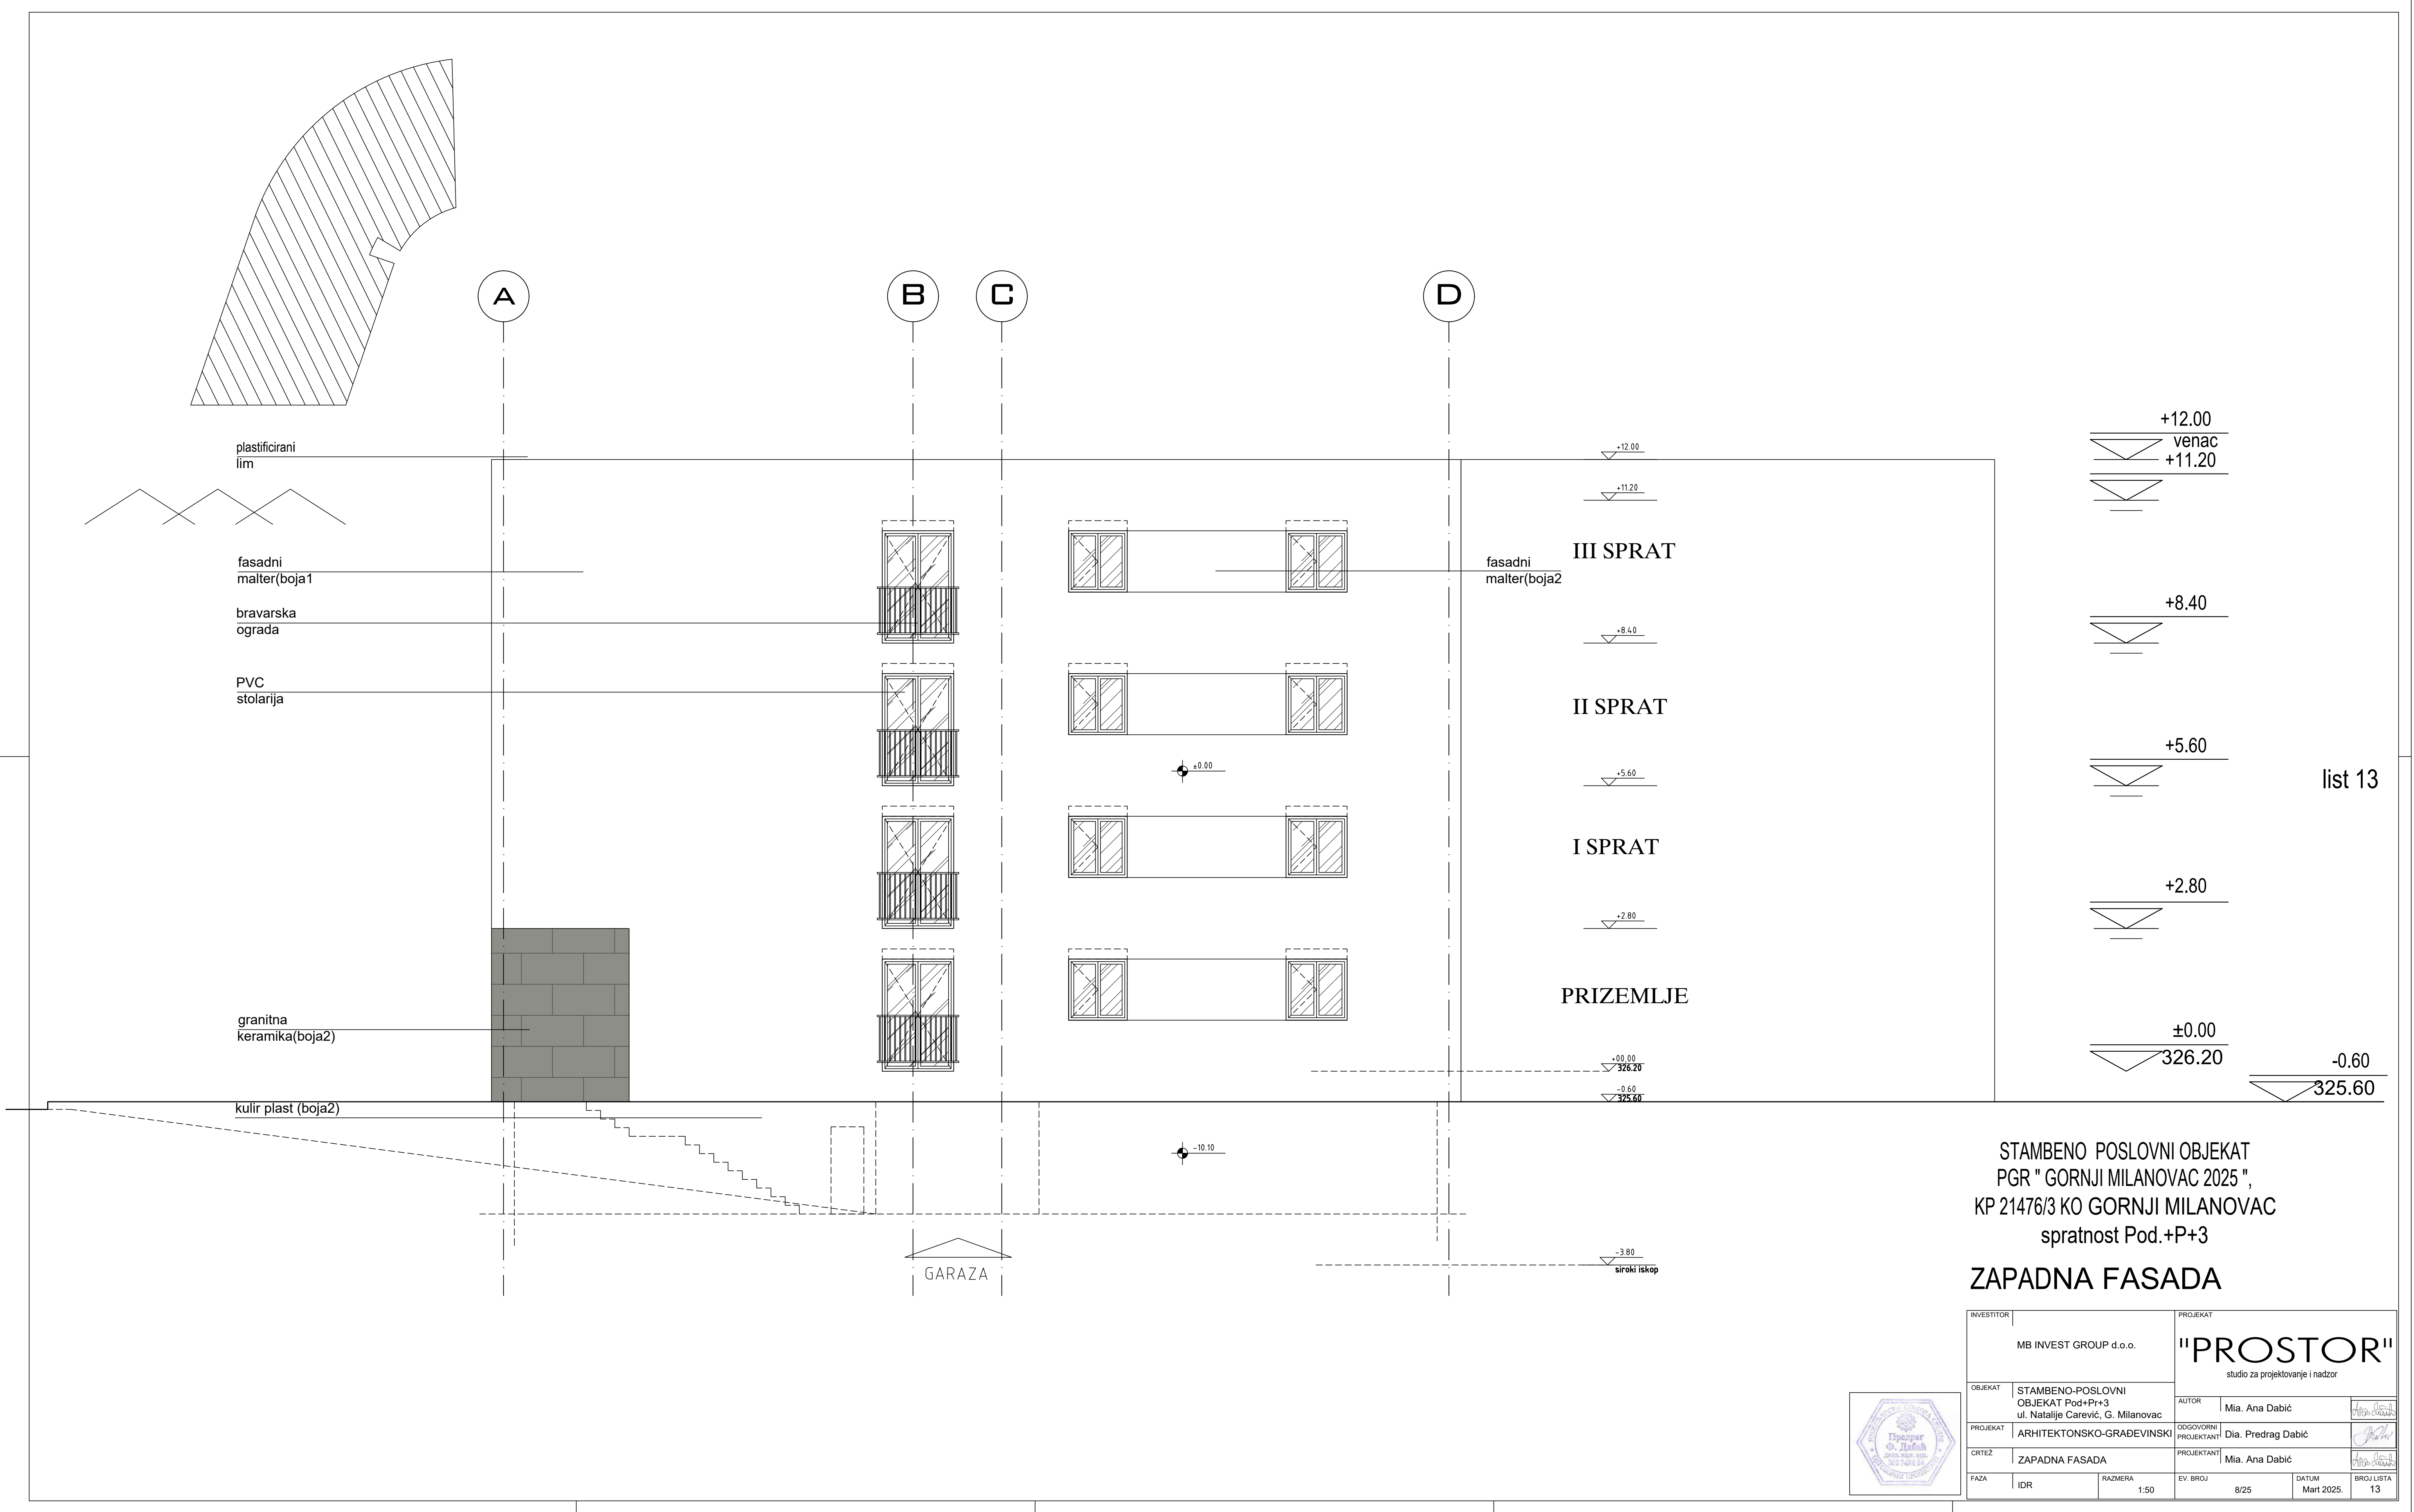 A
B
C
D
plastificirani
lim
fasadni
malter(boja1
bravarska
ograda
PVC
stolarija
granitna
keramika(boja2)
kulir plast (boja2)
fasadni
malter(boja2
+12.00
+11.20
III SPRAT
+8.40
II SPRAT
±0.00
+5.60
I SPRAT
+2.80
PRIZEMLJE
+00,00
326.20
-0.60
325.60
-10.10
-3.80
siroki iskop
GARAZA
+12.00
venac
+11.20
+8.40
+5.60
+2.80
±0.00
326.20
-0.60
325.60
list 13
STAMBENO POSLOVNI OBJEKAT
PGR " GORNJI MILANOVAC 2025 ",
KP 21476/3 KO GORNJI MILANOVAC
spratnost Pod.+P+3
ZAPADNA FASADA
INVESTITOR
MB INVEST GROUP d.o.o.
PROJEKAT
"PROSTOR"
studio za projektovanje i nadzor
OBJEKAT
STAMBENO-POSLOVNI
OBJEKAT Pod+Pr+3
ul. Natalije Carević, G. Milanovac
AUTOR
Mia. Ana Dabić
PROJEKAT
ARHITEKTONSKO-GRAĐEVINSKI
ODGOVORNI
PROJEKTANT
Dia. Predrag Dabić
CRTEŽ
ZAPADNA FASADA
PROJEKTANT
Mia. Ana Dabić
FAZA
IDR
RAZMERA
1:50
EV. BROJ
8/25
DATUM
Mart 2025.
BROJ LISTA
13
Предраг
Ф. Дабић